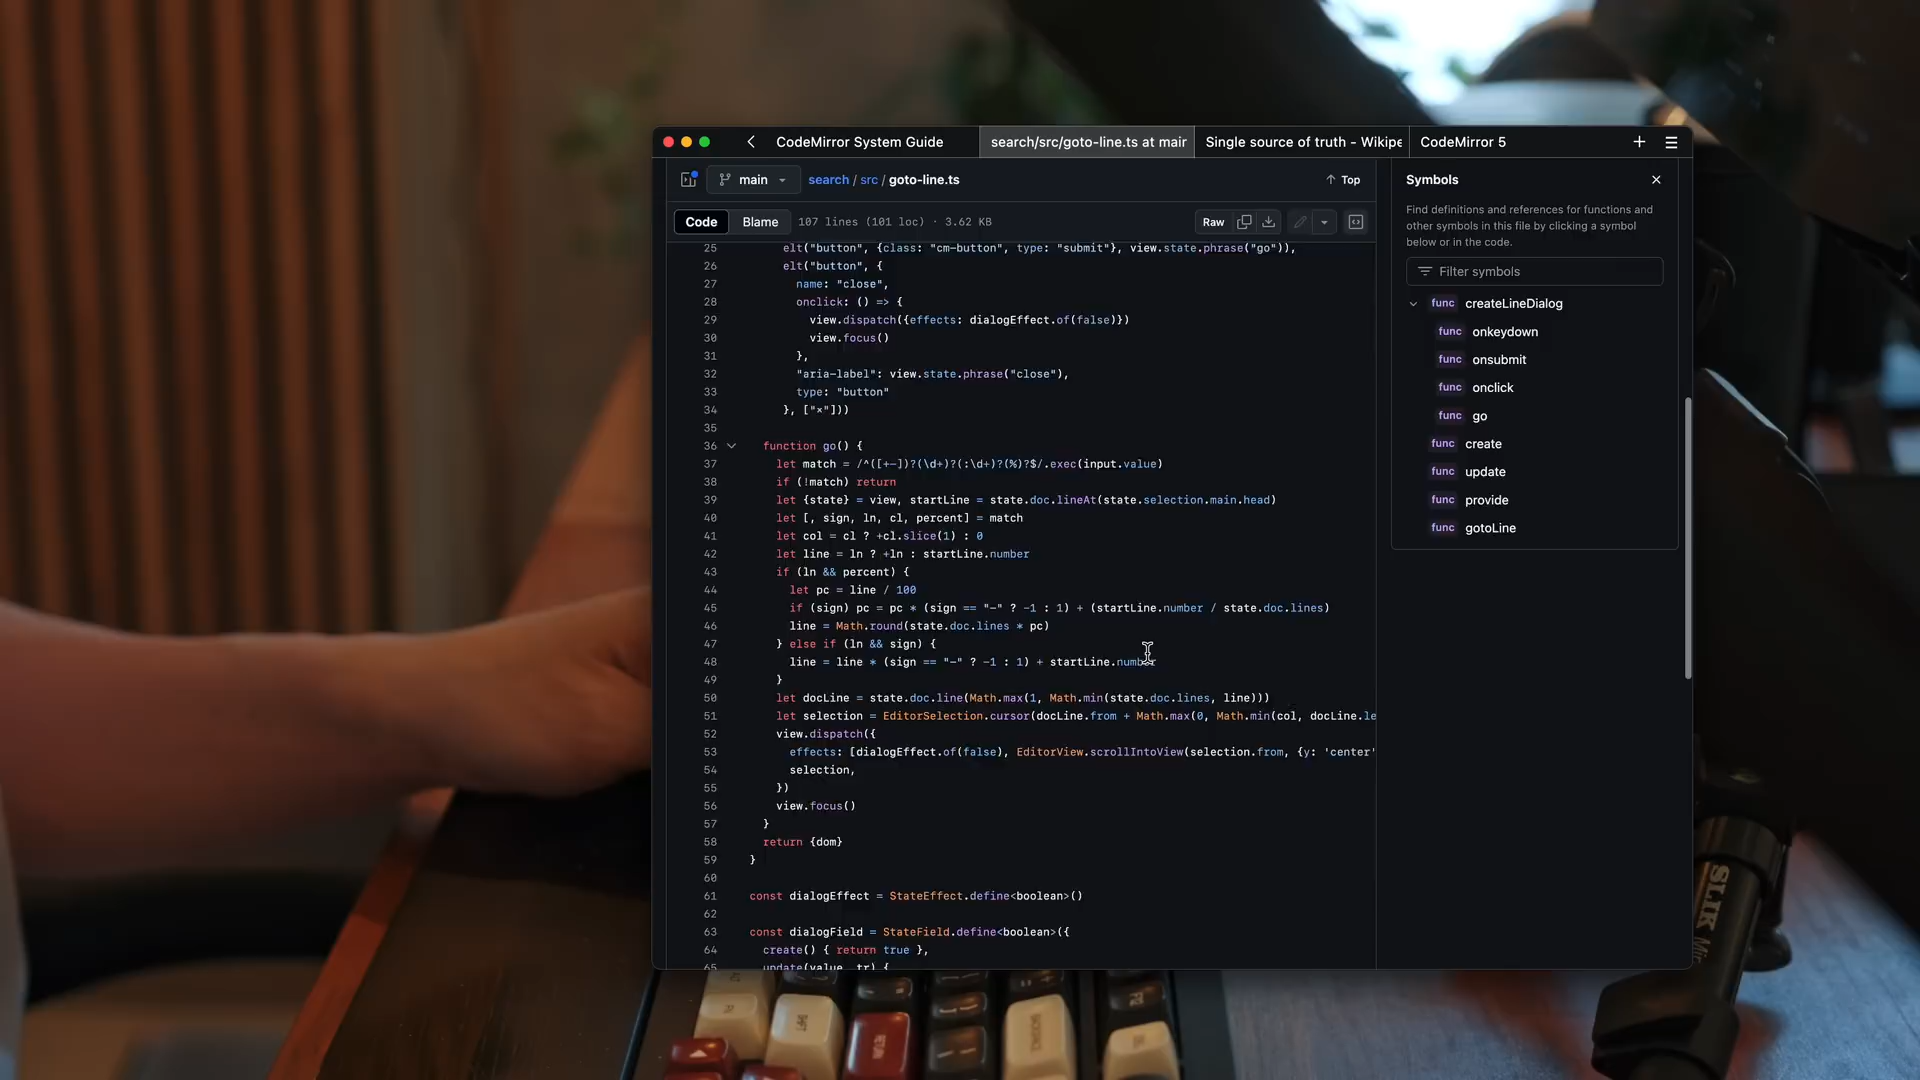 CodeMirror System Guide
search/src/goto-line.ts at mair
Single source of truth - Wikipe
CodeMirror 5
main
search / src / goto-line.ts
Top
Code
Blame
107 lines (101 loc) · 3.62 KB
Raw
25 elt("button", {class: "cm-button", type: "submit"}, view.state.phrase("go")),
26 elt("button", {
27 name: "close",
28 onclick: () => {
29 view.dispatch({effects: dialogEffect.of(false)})
30 view.focus()
31 },
32 "aria-label": view.state.phrase("close"),
33 type: "button"
34 }, ["×"]))
35
36 function go() {
37 let match = /^([+-])?(\d+)?(:\d+)?(%)?$/.exec(input.value)
38 if (!match) return
39 let {state} = view, startLine = state.doc.lineAt(state.selection.main.head)
40 let [, sign, ln, cl, percent] = match
41 let col = cl ? +cl.slice(1) : 0
42 let line = ln ? +ln : startLine.number
43 if (ln && percent) {
44 let pc = line / 100
45 if (sign) pc = pc * (sign == "-" ? -1 : 1) + (startLine.number / state.doc.lines)
46 line = Math.round(state.doc.lines * pc)
47 } else if (ln && sign) {
48 line = line * (sign == "-" ? -1 : 1) + startLine.number
49 }
50 let docLine = state.doc.line(Math.max(1, Math.min(state.doc.lines, line)))
51 let selection = EditorSelection.cursor(docLine.from + Math.max(0, Math.min(col, docLine.le
52 view.dispatch({
53 effects: [dialogEffect.of(false), EditorView.scrollIntoView(selection.from, {y: 'center'
54 selection,
55 })
56 view.focus()
57 }
58 return {dom}
59 }
60
61 const dialogEffect = StateEffect.define<boolean>()
62
63 const dialogField = StateField.define<boolean>({
64 create() { return true },
65 update(value, tr) {
Symbols
Find definitions and references for functions and
other symbols in this file by clicking a symbol
below or in the code.
Filter symbols
func createLineDialog
func onkeydown
func onsubmit
func onclick
func go
func create
func update
func provide
func gotoLine
SLIK
RETURN